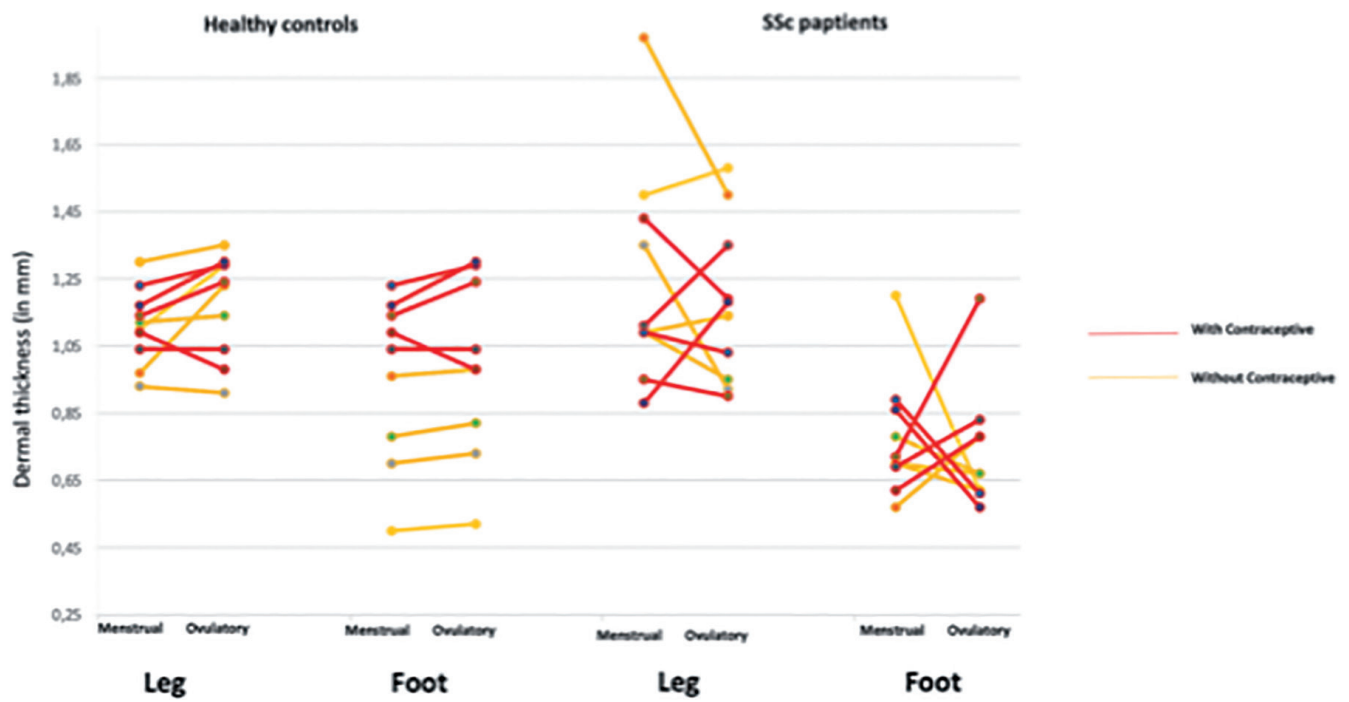 Healthy controls
SSc paptients
1,85
1,65
1,45
1,25
1,05
0,85
0,65
0,45
0,25
Dermal thickness (in mm)
Menstrual Ovulatory
Menstrual Ovulatory
Menstrual Ovulatory
Menstrual Ovulatory
Leg
Foot
Leg
Foot
With Contraceptive
Without Contraceptive